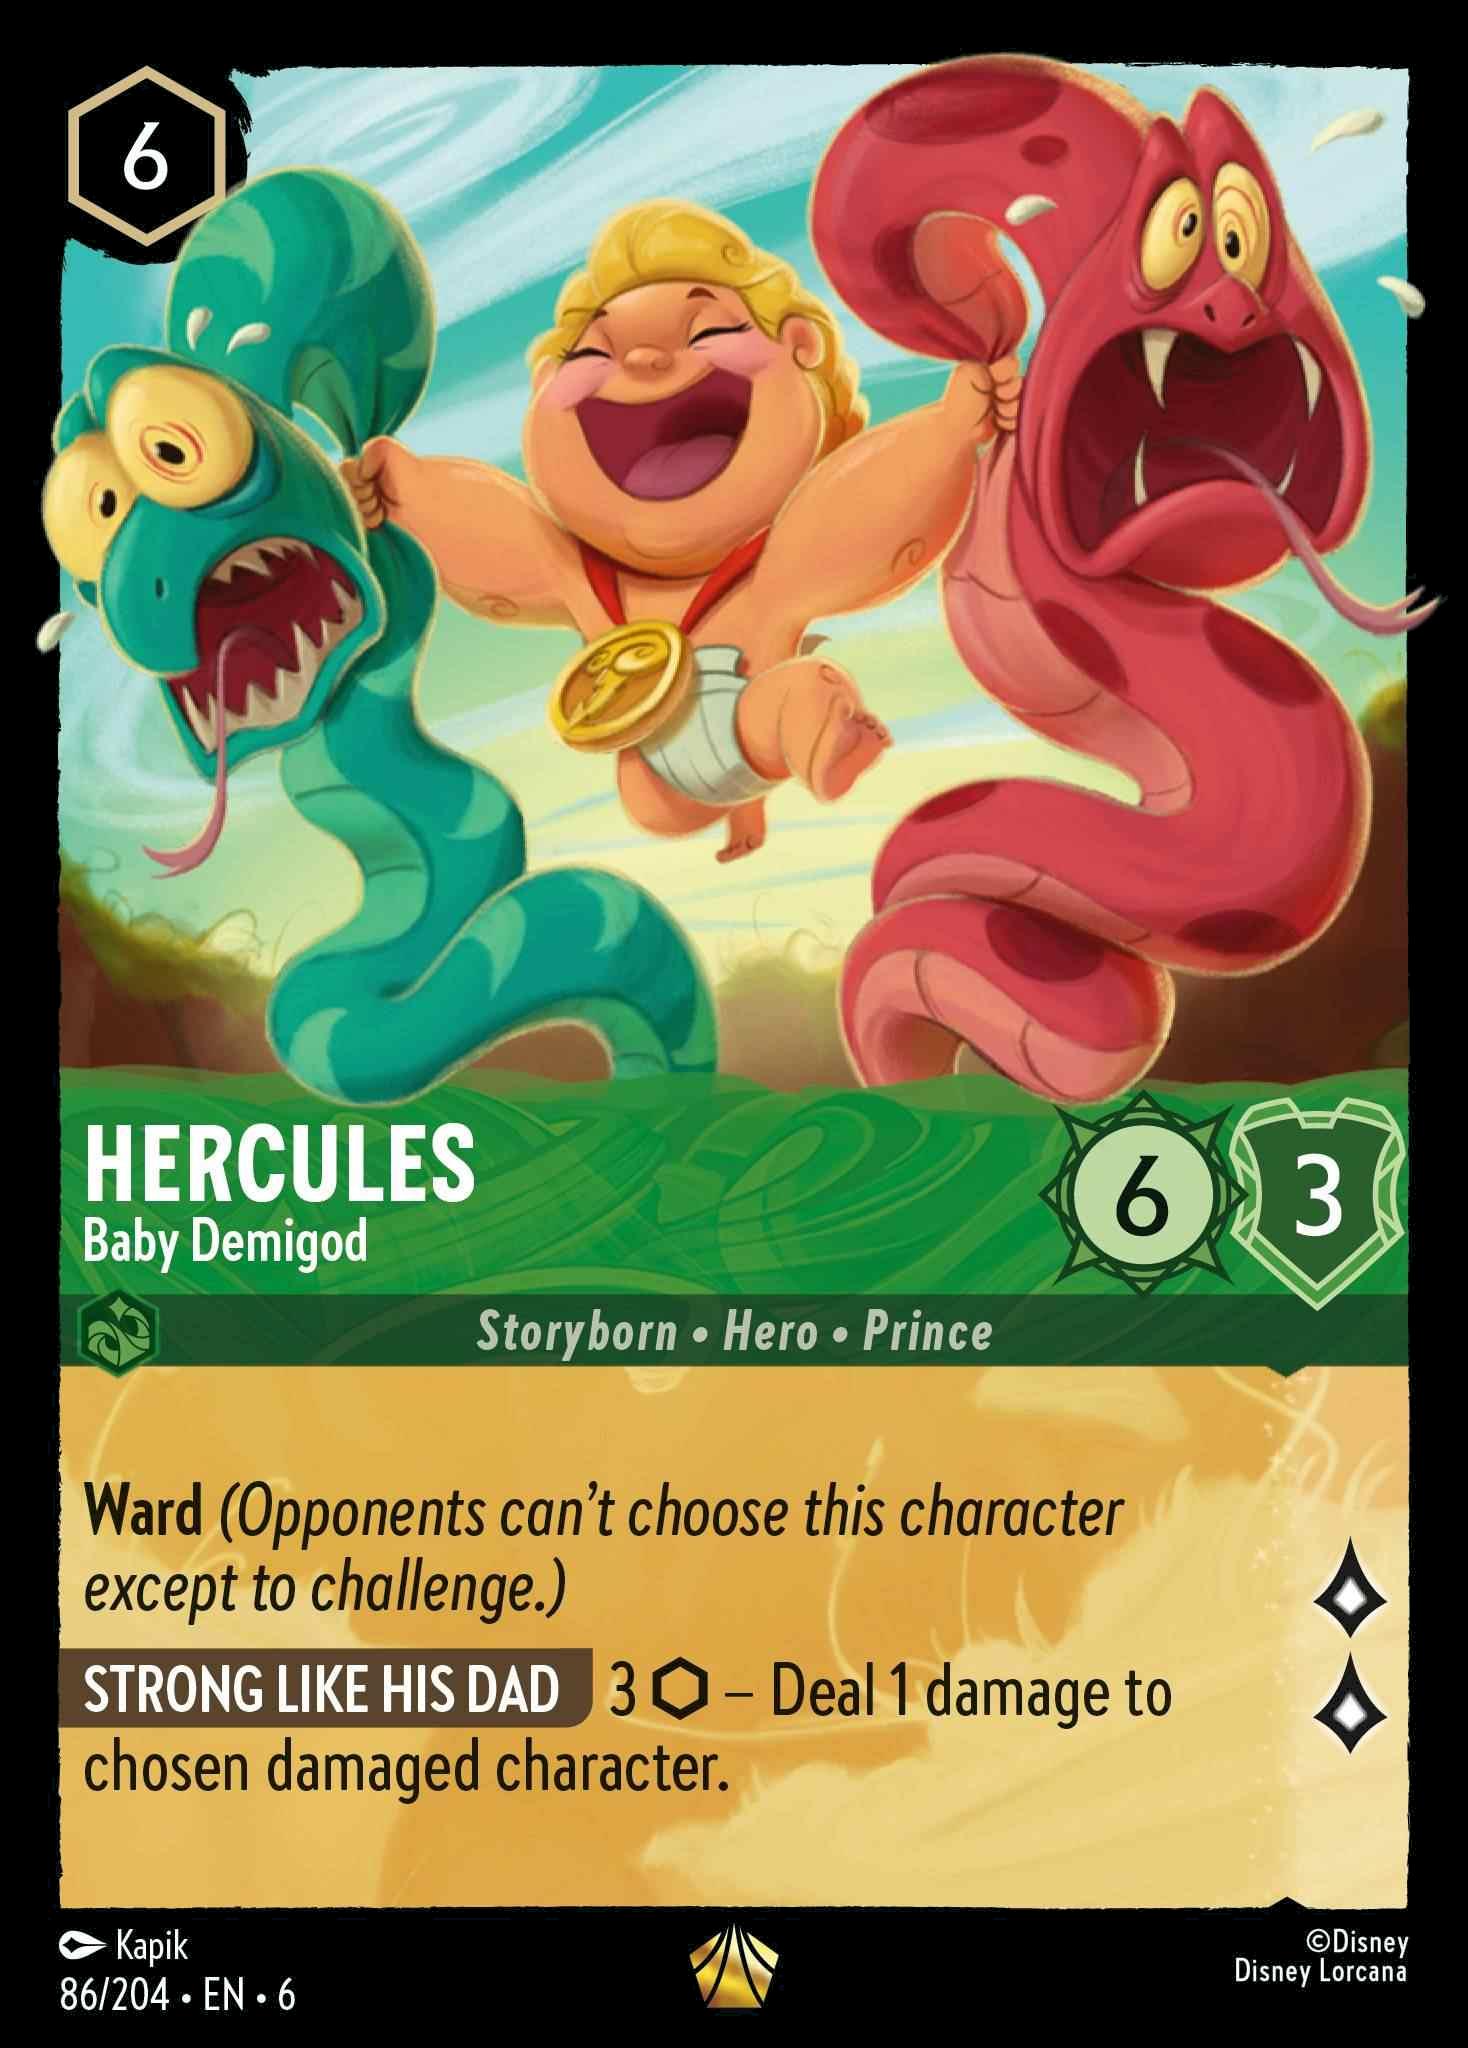 6
HERCULES
Baby Demigod
6 3
Storyborn • Hero • Prince
Ward (Opponents can’t choose this character
except to challenge.)
STRONG LIKE HIS DAD 3 ⬡ – Deal 1 damage to
chosen damaged character.
Kapik
86/204 • EN • 6
©Disney
Disney Lorcana